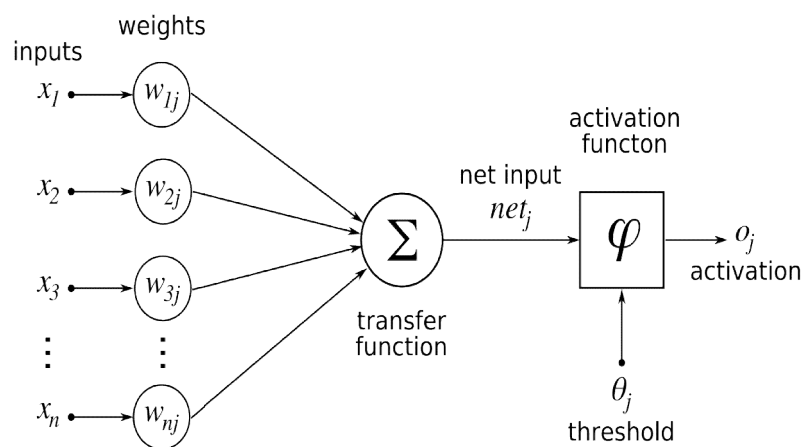 weights
inputs
x1 w1j
activation
functon
x2 w2j
net input
netj
Σ φ oj
activation
x3 w3j
transfer
function
⋮ ⋮
θj
xn wnj
threshold